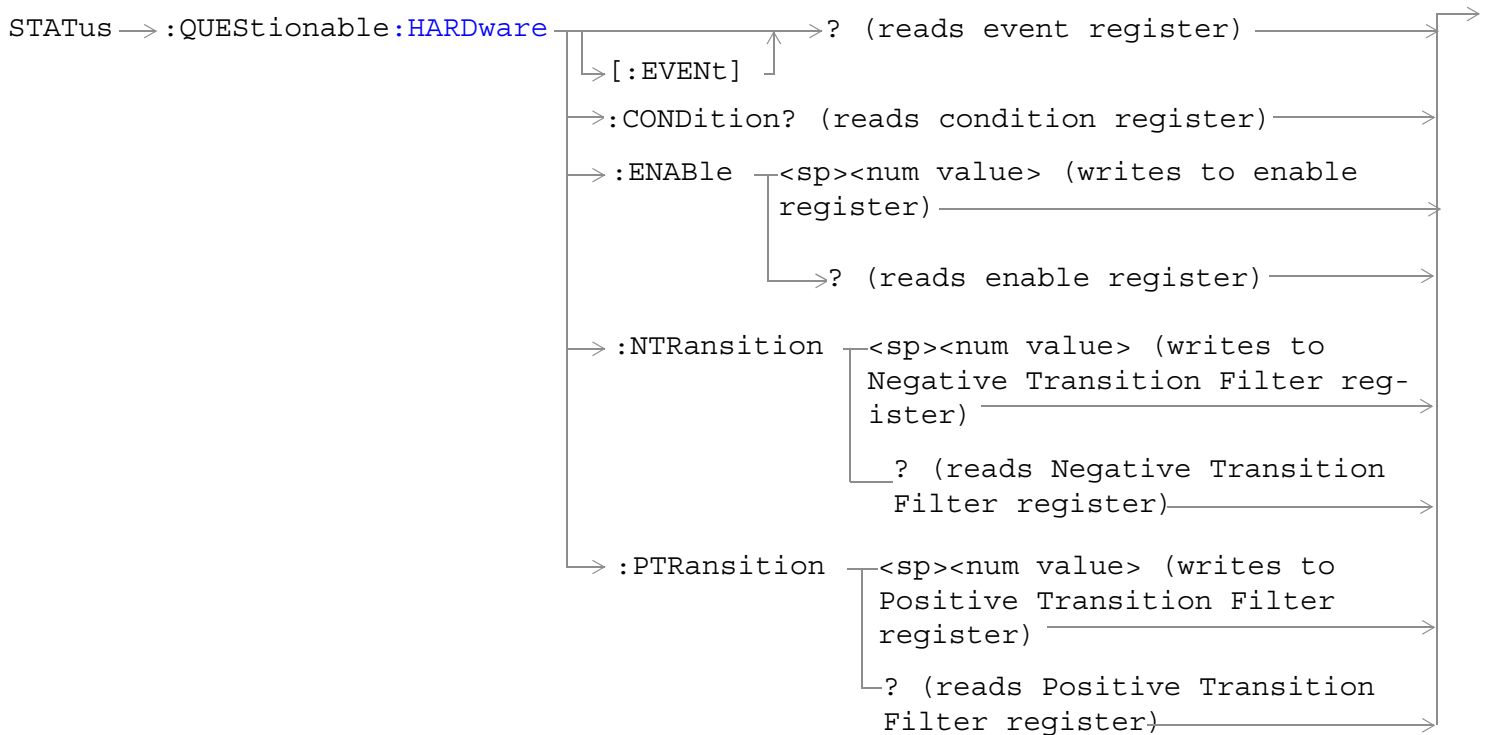 STATus :QUEStionable:HARDware ? (reads event register)
[:EVENt]
:CONDition? (reads condition register)
:ENABle <sp><num value> (writes to enable
register)
? (reads enable register)
:NTRansition <sp><num value> (writes to
Negative Transition Filter reg-
ister)
? (reads Negative Transition
Filter register)
:PTRansition <sp><num value> (writes to
Positive Transition Filter
register)
? (reads Positive Transition
Filter register)